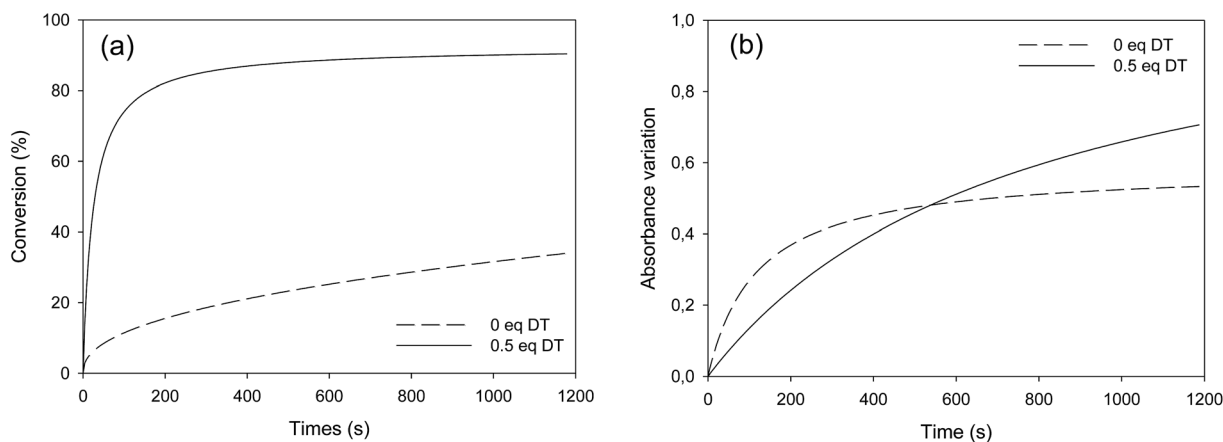 (a)
Conversion (%)
100
80
60
40
20
0
0 eq DT
0.5 eq DT
0 200 400 600 800 1000 1200
Times (s)
(b)
Absorbance variation
1,0
0,8
0,6
0,4
0,2
0,0
0 eq DT
0.5 eq DT
0 200 400 600 800 1000 1200
Time (s)